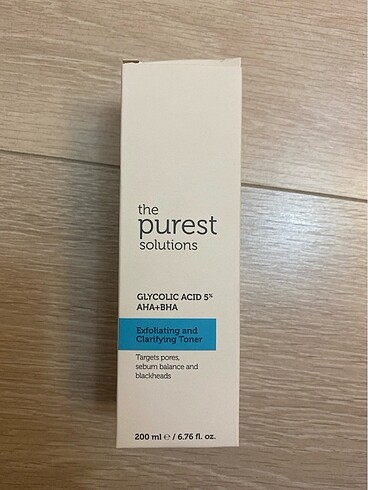 the
purest
solutions
GLYCOLIC ACID 5%
AHA+BHA
Exfoliating and
Clarifying Toner
Targets pores,
sebum balance and
blackheads
200 ml ℮ / 6.76 fl. oz.